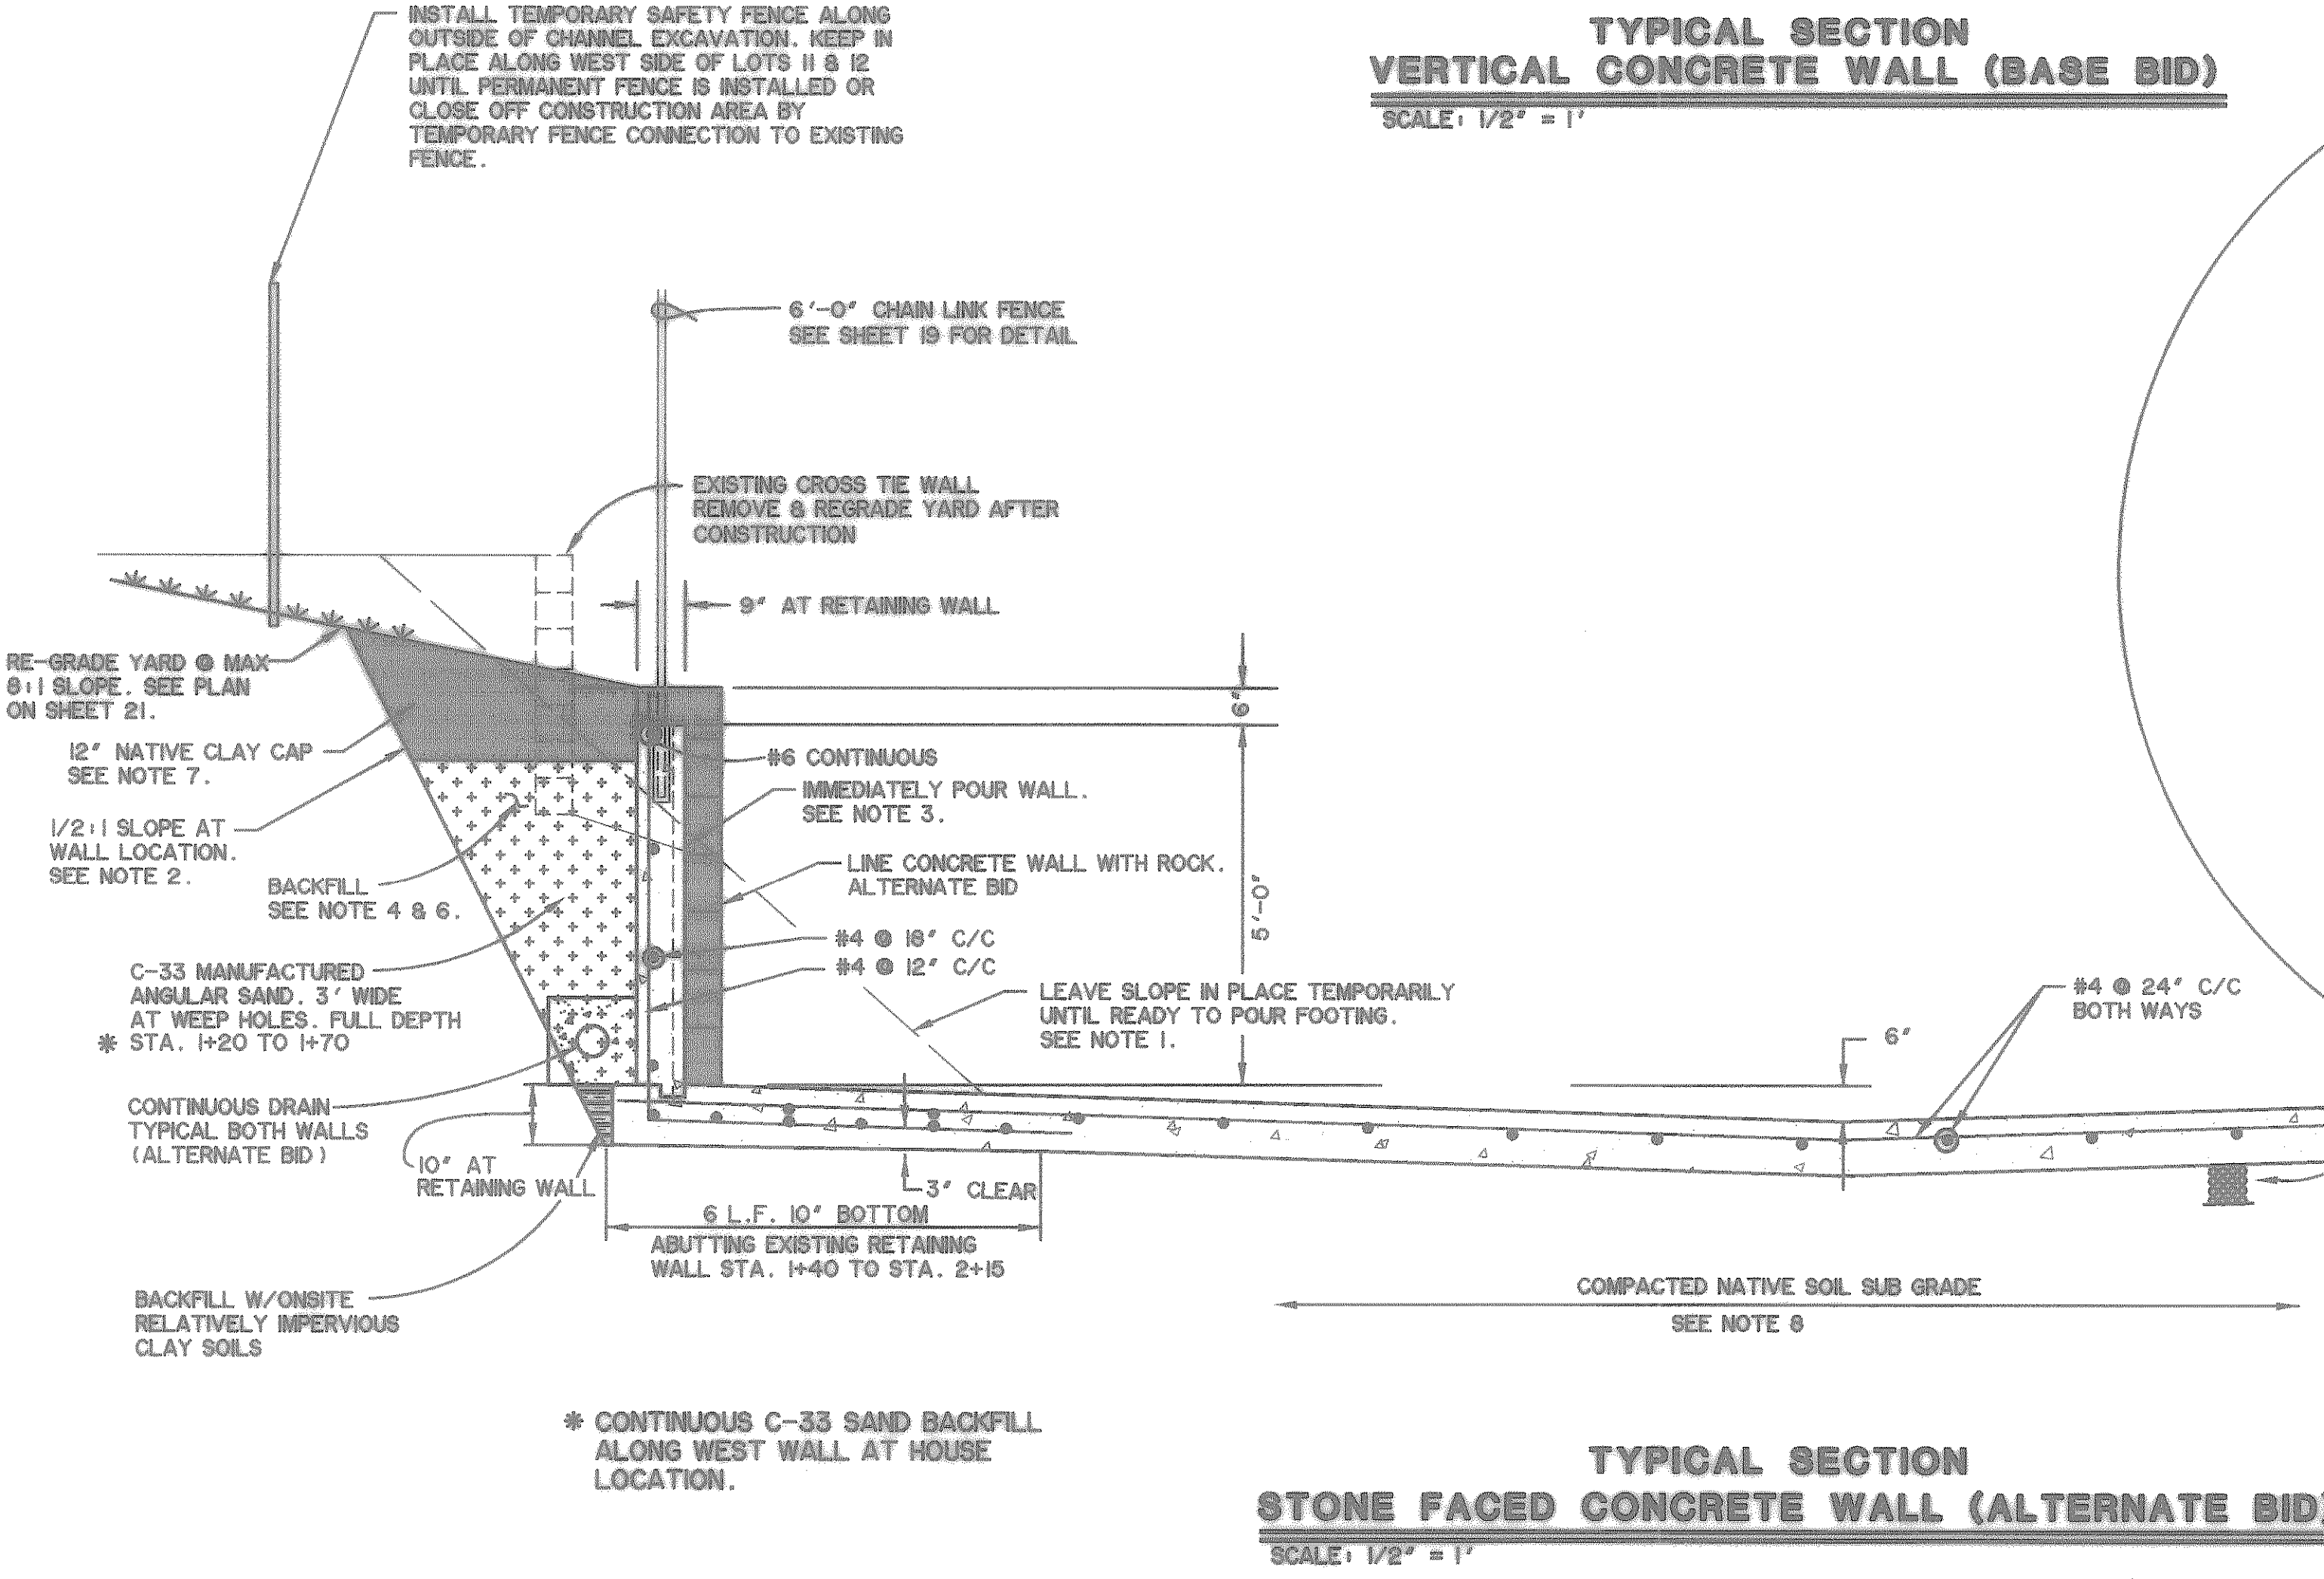 INSTALL TEMPORARY SAFETY FENCE ALONG
OUTSIDE OF CHANNEL EXCAVATION. KEEP IN
PLACE ALONG WEST SIDE OF LOTS 11 & 12
UNTIL PERMANENT FENCE IS INSTALLED OR
CLOSE OFF CONSTRUCTION AREA BY
TEMPORARY FENCE CONNECTION TO EXISTING
FENCE.
TYPICAL SECTION
VERTICAL CONCRETE WALL (BASE BID)
SCALE: 1/2" = 1'
6'-0" CHAIN LINK FENCE
SEE SHEET 19 FOR DETAIL
EXISTING CROSS TIE WALL
REMOVE & REGRADE YARD AFTER
CONSTRUCTION
9" AT RETAINING WALL
RE-GRADE YARD @ MAX
8:1 SLOPE. SEE PLAN
ON SHEET 21.
6"
12" NATIVE CLAY CAP
SEE NOTE 7.
#6 CONTINUOUS
IMMEDIATELY POUR WALL.
SEE NOTE 3.
1/2:1 SLOPE AT
WALL LOCATION.
SEE NOTE 2.
LINE CONCRETE WALL WITH ROCK.
ALTERNATE BID
BACKFILL
SEE NOTE 4 & 6.
5'-0"
#4 @ 18" C/C
#4 @ 12" C/C
C-33 MANUFACTURED
ANGULAR SAND. 3' WIDE
AT WEEP HOLES. FULL DEPTH
* STA. 1+20 TO 1+70
LEAVE SLOPE IN PLACE TEMPORARILY
UNTIL READY TO POUR FOOTING.
SEE NOTE 1.
#4 @ 24" C/C
BOTH WAYS
6"
CONTINUOUS DRAIN
TYPICAL BOTH WALLS
(ALTERNATE BID)
10" AT
RETAINING WALL
3" CLEAR
6 L.F. 10" BOTTOM
ABUTTING EXISTING RETAINING
WALL STA. 1+40 TO STA. 2+15
BACKFILL W/ONSITE
RELATIVELY IMPERVIOUS
CLAY SOILS
COMPACTED NATIVE SOIL SUB GRADE
SEE NOTE 8
* CONTINUOUS C-33 SAND BACKFILL
ALONG WEST WALL AT HOUSE
LOCATION.
TYPICAL SECTION
STONE FACED CONCRETE WALL (ALTERNATE BID)
SCALE: 1/2" = 1'